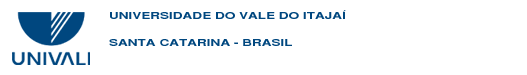 UNIVERSIDADE DO VALE DO ITAJAÍ
SANTA CATARINA - BRASIL
UNIVALI